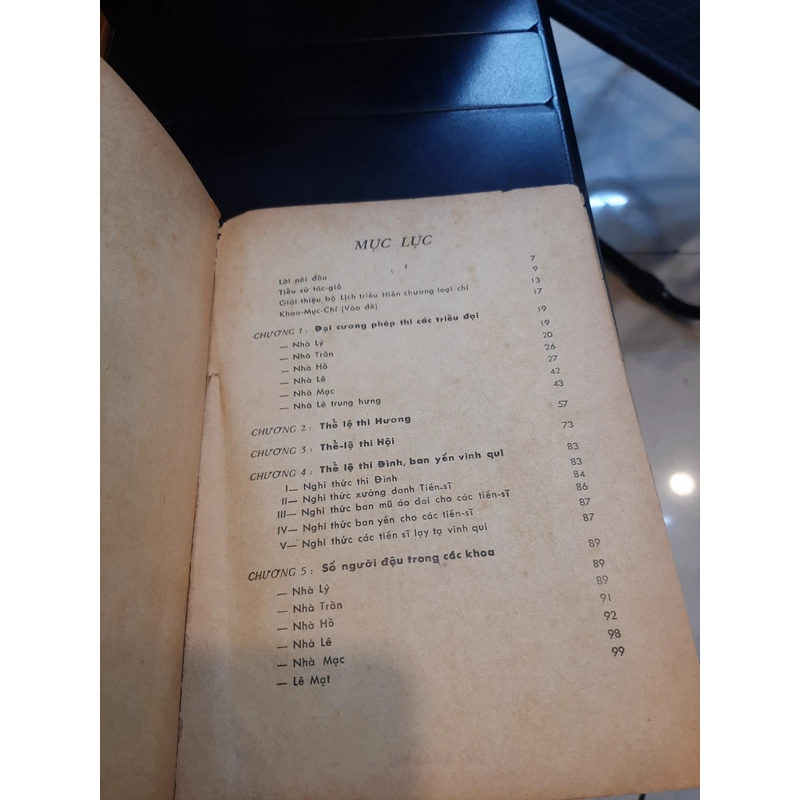 MỤC LỤC
Lời nói đầu 7
Tiểu sử tác-giả 9
Giới-thiệu bộ Lịch triều Hiến chương loại chí 13
Khoa-Mục-Chí (Vào đề) 17
CHƯƠNG 1 : Đại cương phép thi các triều đại 19
— Nhà Lý 19
— Nhà Trần 20
— Nhà Hồ 26
— Nhà Lê 27
— Nhà Mạc 42
— Nhà Lê trung hưng 43
CHƯƠNG 2 : Thể lệ thi Hương 57
CHƯƠNG 3 : Thể-lệ thi Hội 73
CHƯƠNG 4 : Thể lệ thi Đình, ban yến vinh qui 83
I— Nghi thức thi Đình 83
II— Nghi thức xướng danh Tiến-sĩ 84
III— Nghi thức ban mũ áo đai cho các tiến-sĩ 86
IV— Nghi thức ban yến cho các tiến-sĩ 87
V— Nghi thức các tiến sĩ lạy tạ vinh qui 87
CHƯƠNG 5 : Số người đậu trong các khoa 89
— Nhà Lý 89
— Nhà Trần 89
— Nhà Hồ 91
— Nhà Lê 92
— Nhà Mạc 98
— Lê Mạt 99